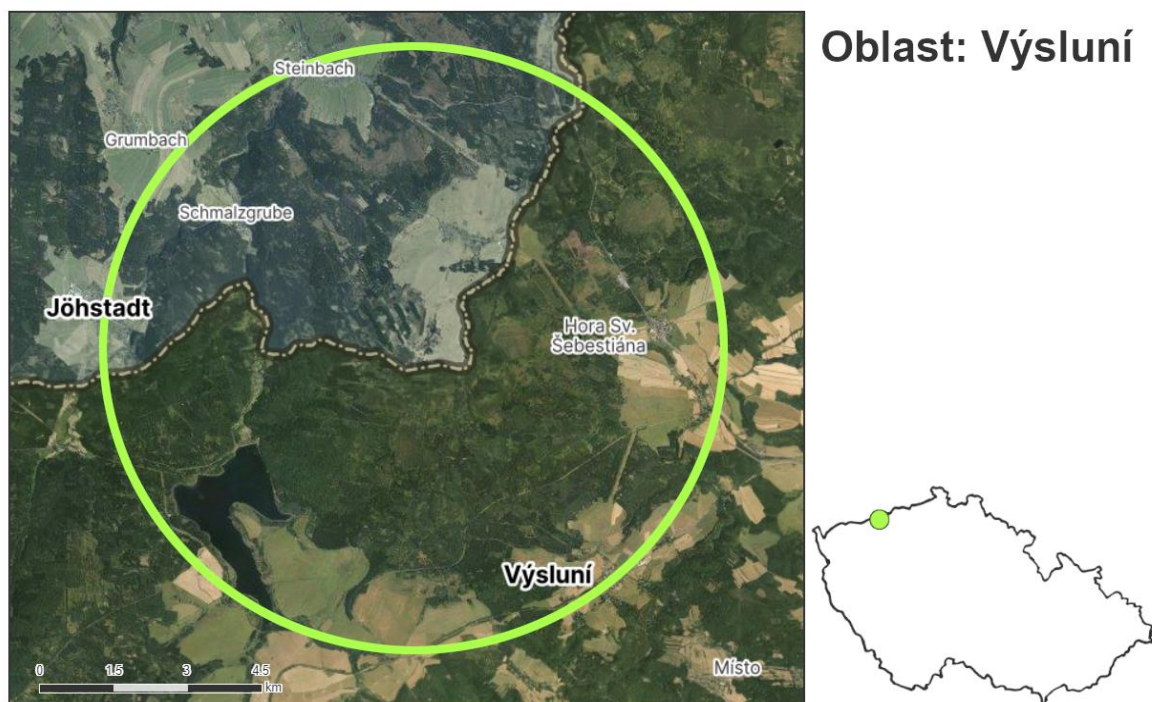 Oblast: Výsluní
Steinbach
Grumbach
Schmalzgrube
Jöhstadt
Hora Sv.
Šebestiána
Výsluní
Místo
0 1.5 3 4.5
km